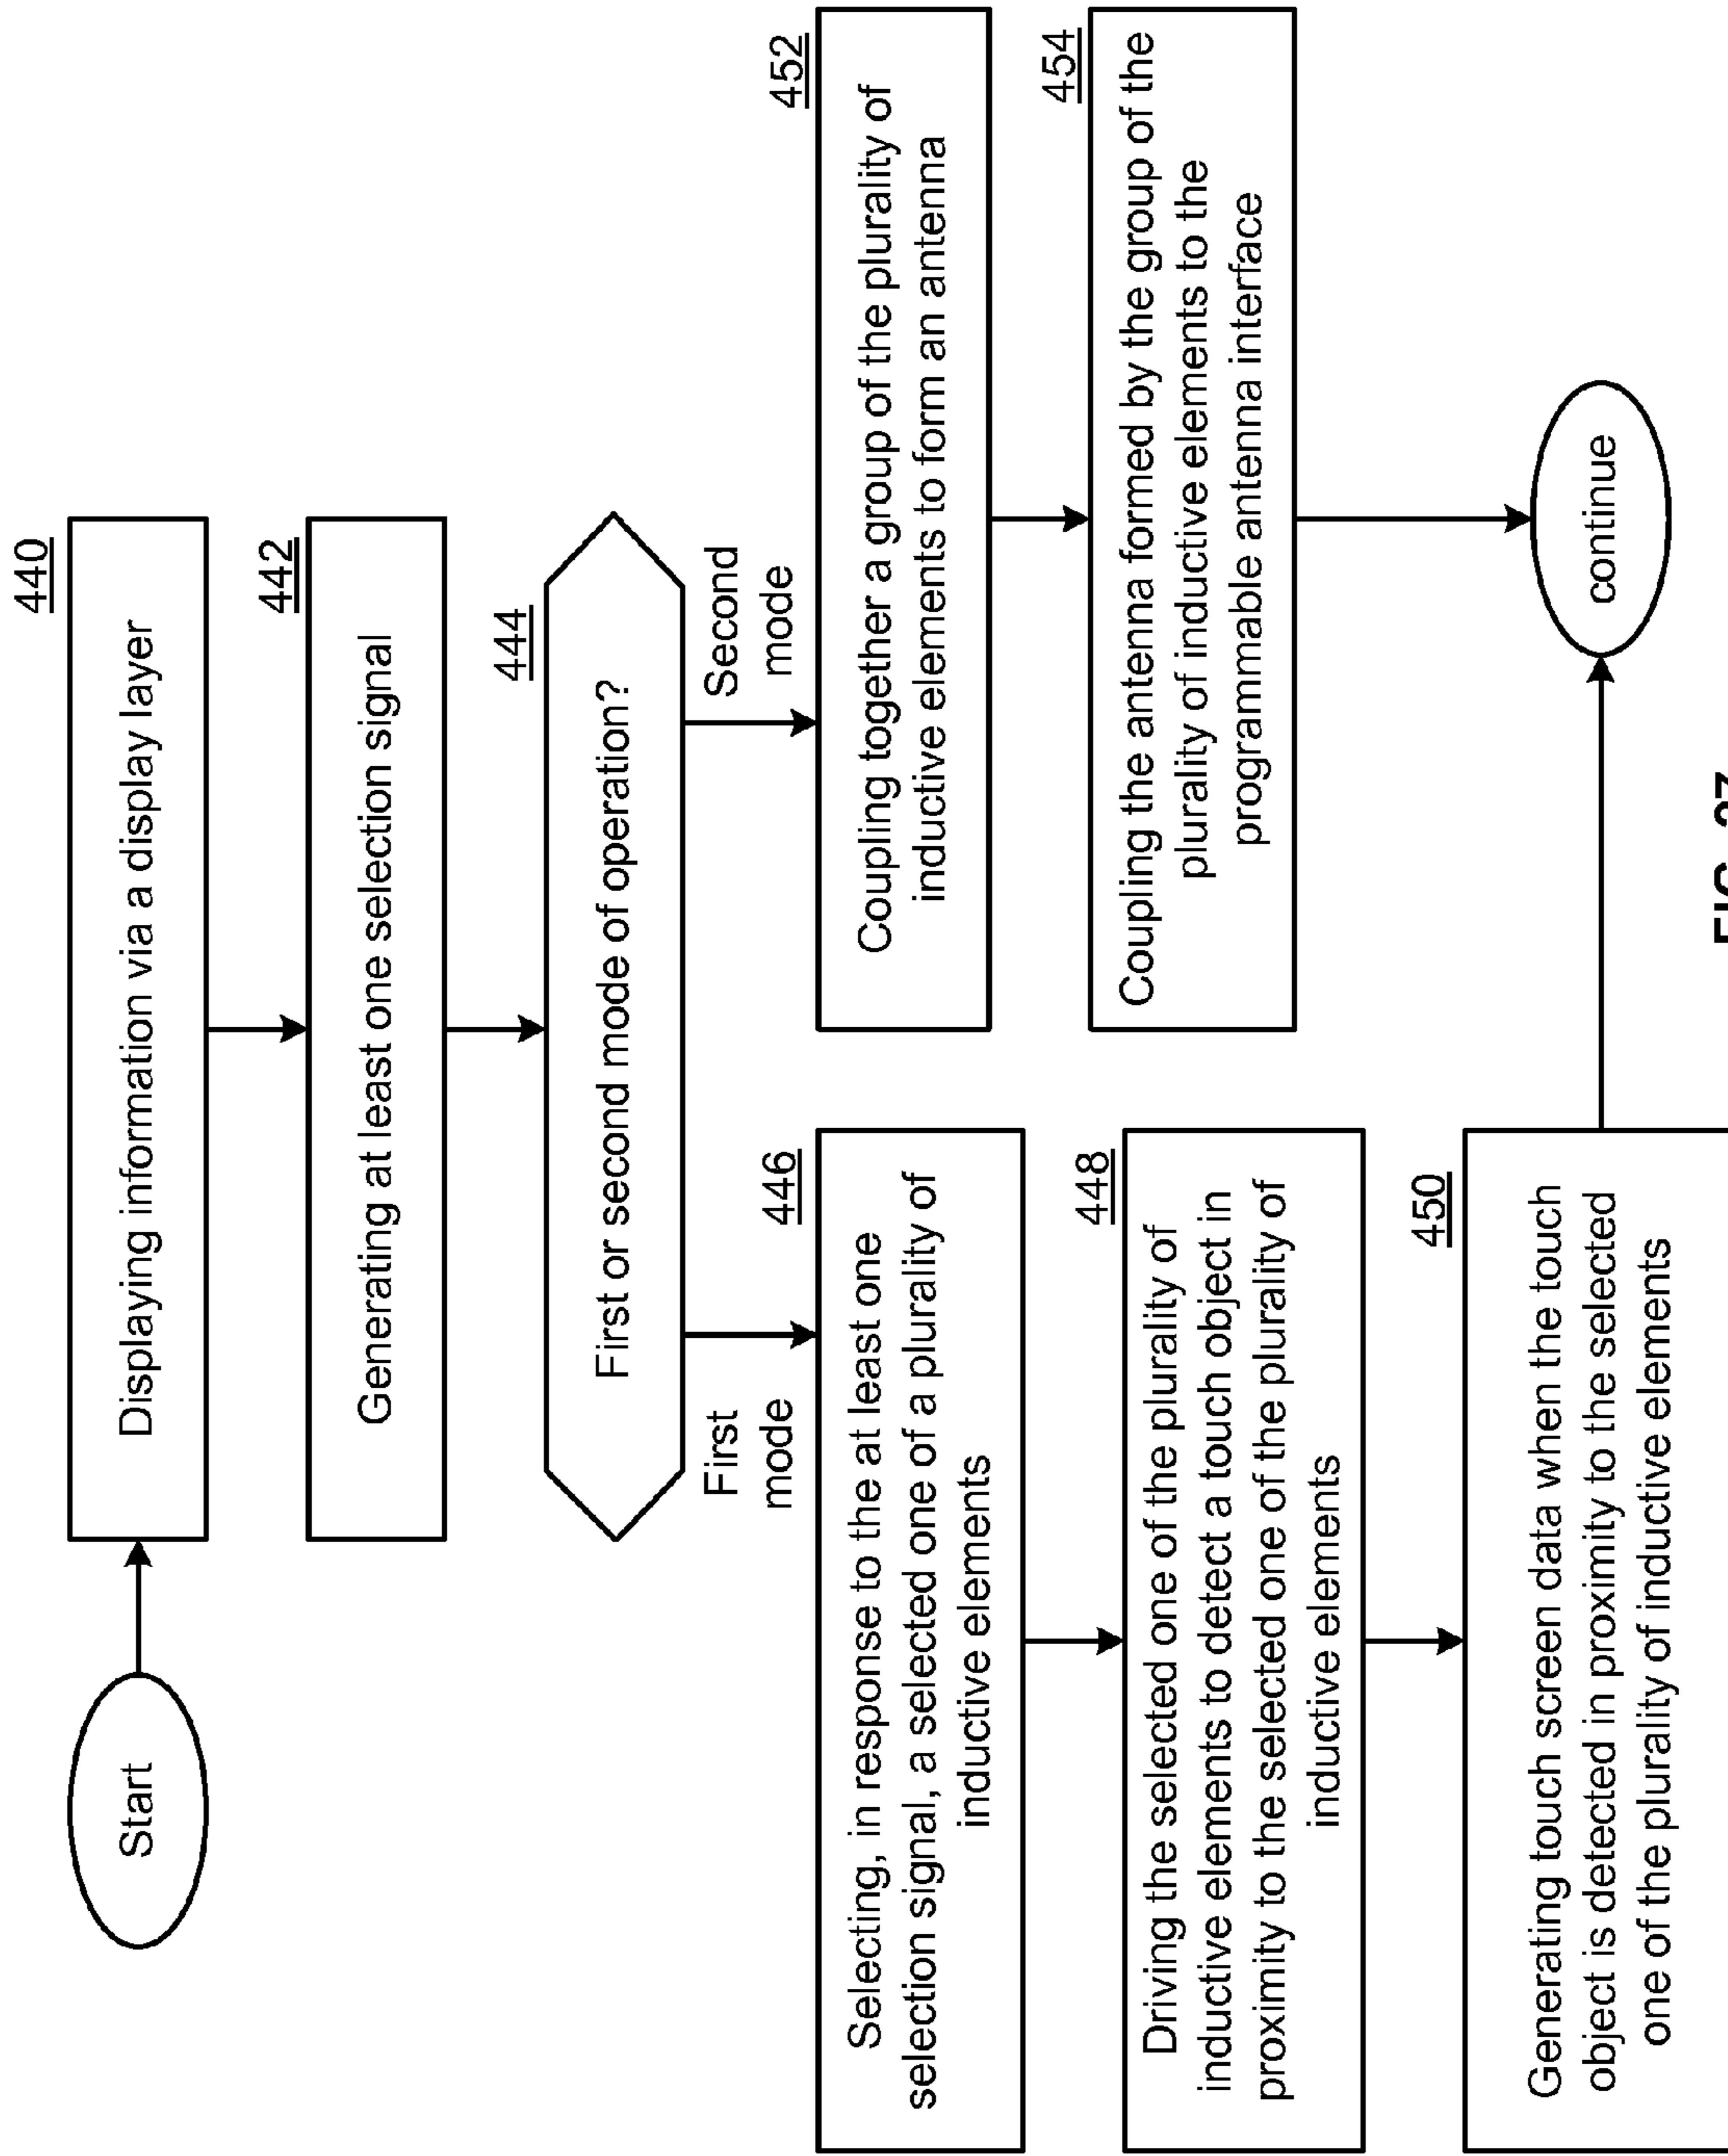 Start
440
Displaying information via a display layer
442
Generating at least one selection signal
444
First or second mode of operation?
First
mode
Second
mode
446
Selecting, in response to the at least one
selection signal, a selected one of a plurality of
inductive elements
448
Driving the selected one of the plurality of
inductive elements to detect a touch object in
proximity to the selected one of the plurality of
inductive elements
450
Generating touch screen data when the touch
object is detected in proximity to the selected
one of the plurality of inductive elements
452
Coupling together a group of the plurality of
inductive elements to form an antenna
454
Coupling the antenna formed by the group of the
plurality of inductive elements to the
programmable antenna interface
continue